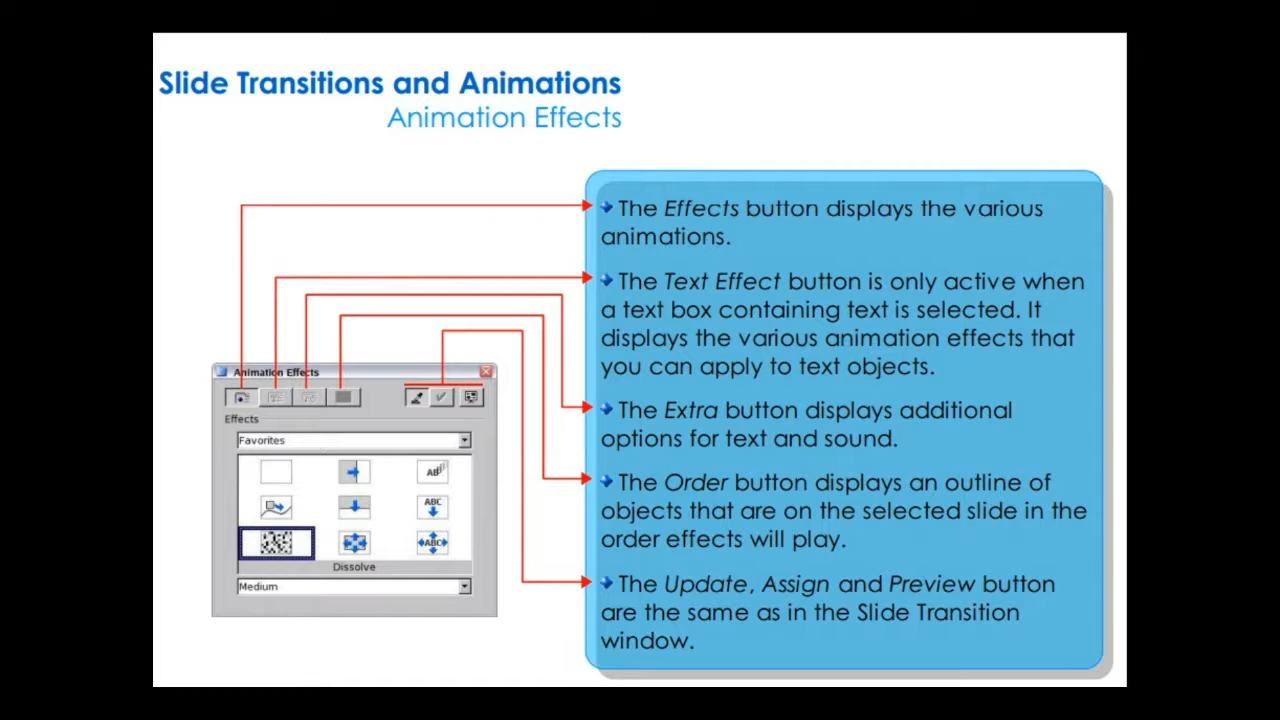 Slide Transitions and Animations
Animation Effects
The Effects button displays the various
animations.
The Text Effect button is only active when
a text box containing text is selected. It
displays the various animation effects that
you can apply to text objects.
The Extra button displays additional
options for text and sound.
The Order button displays an outline of
objects that are on the selected slide in the
order effects will play.
The Update, Assign and Preview button
are the same as in the Slide Transition
window.
Animation Effects
Effects
Favorites
AB
ABC
ABC
Dissolve
Medium